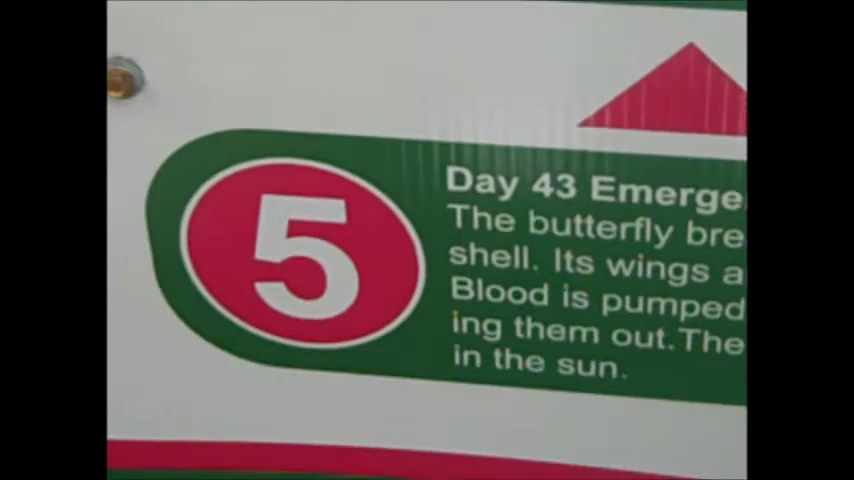 5
Day 43 Emerge
The butterfly bre
shell. Its wings a
Blood is pumped
ing them out.The
in the sun.